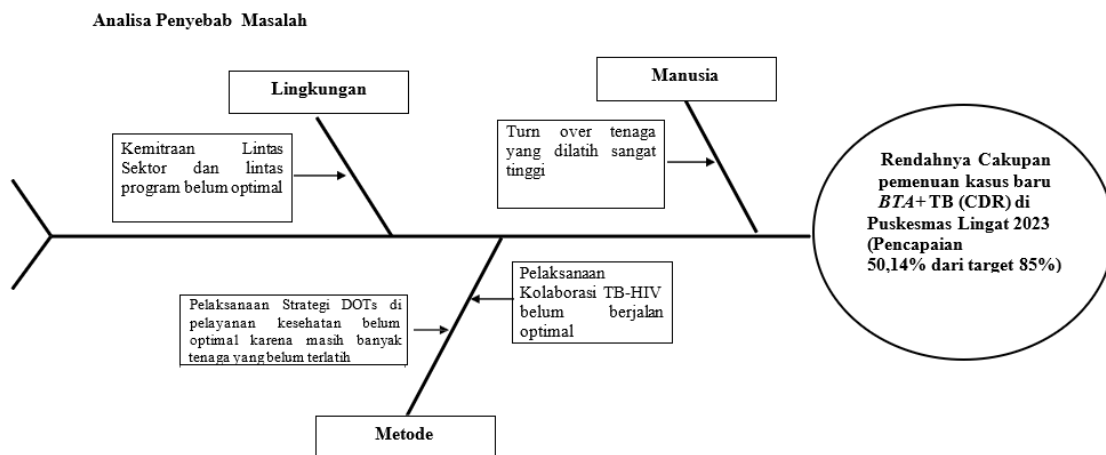 Analisa Penyebab Masalah
Lingkungan
Manusia
Kemitraan Lintas
Sektor dan lintas
program belum optimal
Turn over tenaga
yang dilatih sangat
tinggi
Rendahnya Cakupan
pemenuan kasus baru
BTA+ TB (CDR) di
Puskesmas Lingat 2023
(Pencapaian
50,14% dari target 85%)
Pelaksanaan Strategi DOTs di
pelayanan kesehatan belum
optimal karena masih banyak
tenaga yang belum terlatih
Pelaksanaan
Kolaborasi TB-HIV
belum berjalan
optimal
Metode